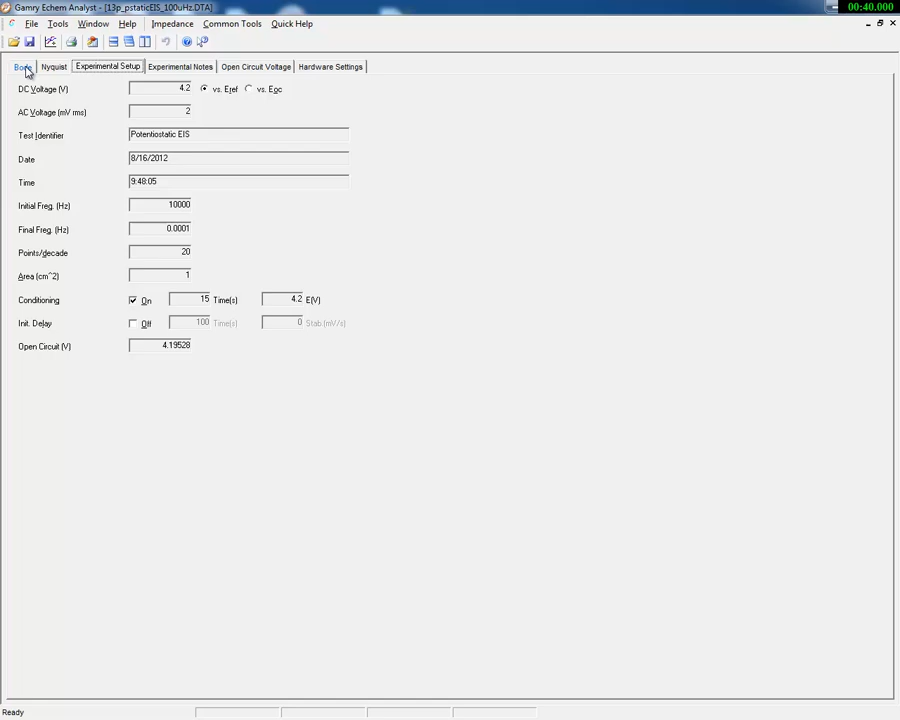 Gamry Echem Analyst - [13p_pstaticEIS_100uHz.DTA]
00:40.000
File Tools Window Help Impedance Common Tools Quick Help
Bode Nyquist Experimental Setup Experimental Notes Open Circuit Voltage Hardware Settings
DC Voltage (V) 4.2 vs. Eref vs. Eoc
AC Voltage (mV rms) 2
Test Identifier Potentiostatic EIS
Date 8/16/2012
Time 9:48:05
Initial Freq. (Hz) 10000
Final Freq. (Hz) 0.0001
Points/decade 20
Area (cm^2) 1
Conditioning On 15 Time(s) 4.2 E(V)
Init. Delay Off 100 Time(s) 0 Stab.(mV/s)
Open Circuit (V) 4.19528
Ready